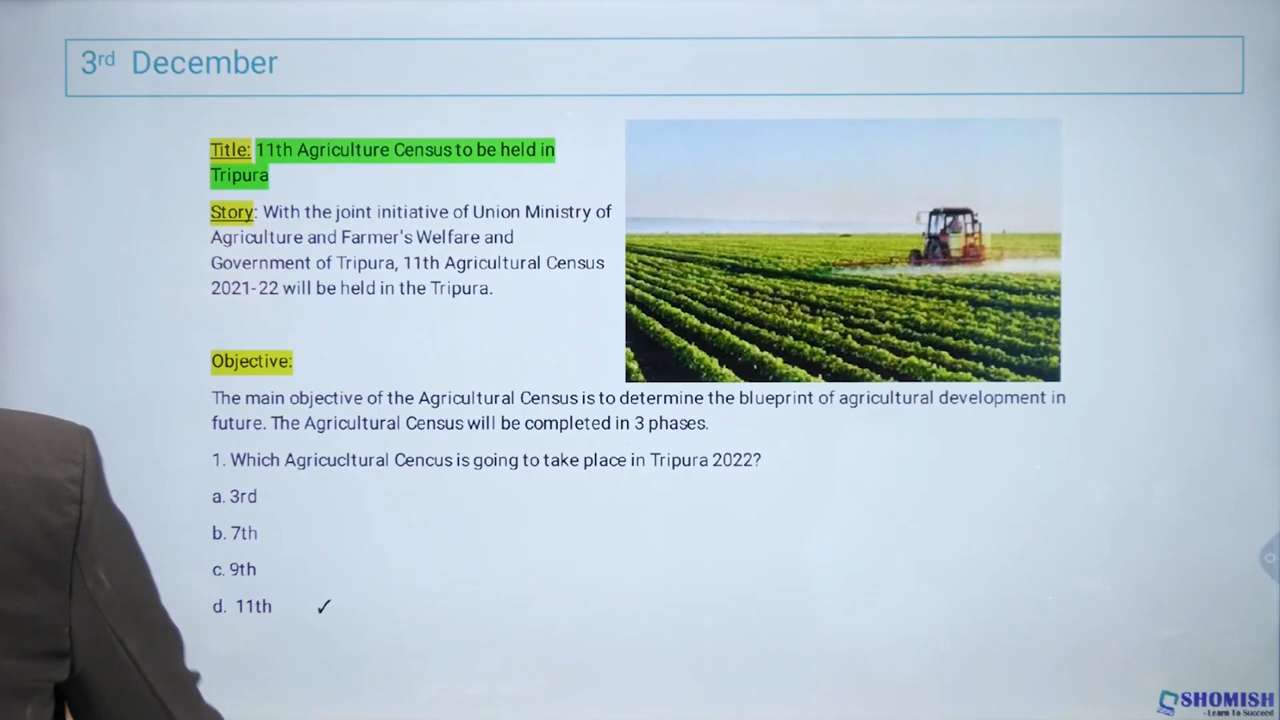 3rd December
Title: 11th Agriculture Census to be held in
Tripura
Story: With the joint initiative of Union Ministry of
Agriculture and Farmer's Welfare and
Government of Tripura, 11th Agricultural Census
2021-22 will be held in the Tripura.
Objective:
The main objective of the Agricultural Census is to determine the blueprint of agricultural development in
future. The Agricultural Census will be completed in 3 phases.
1. Which Agricucltural Cencus is going to take place in Tripura 2022?
a. 3rd
b. 7th
c. 9th
d. 11th ✓
SHOMISH
- Learn To Succeed